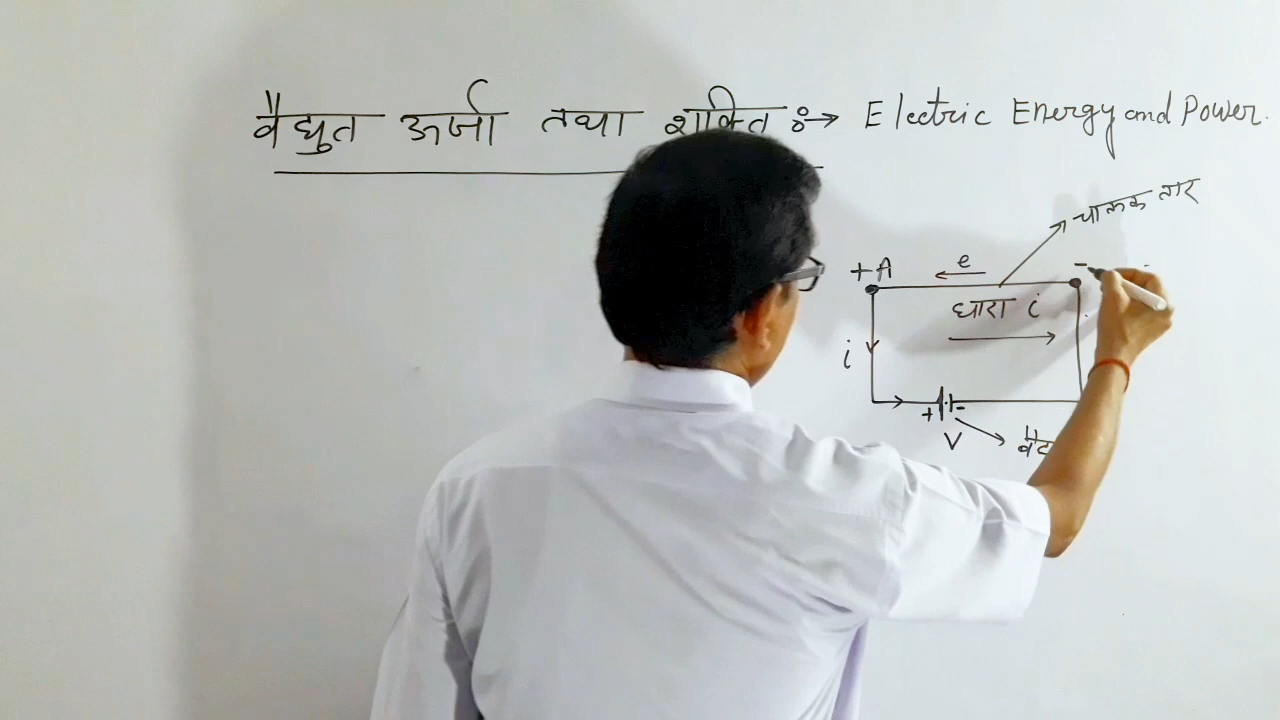 वैद्युत ऊर्जा तथा शक्ति :→ Electric Energy and Power.
चालक तार
+A e -
धारा i
i
+ -
V